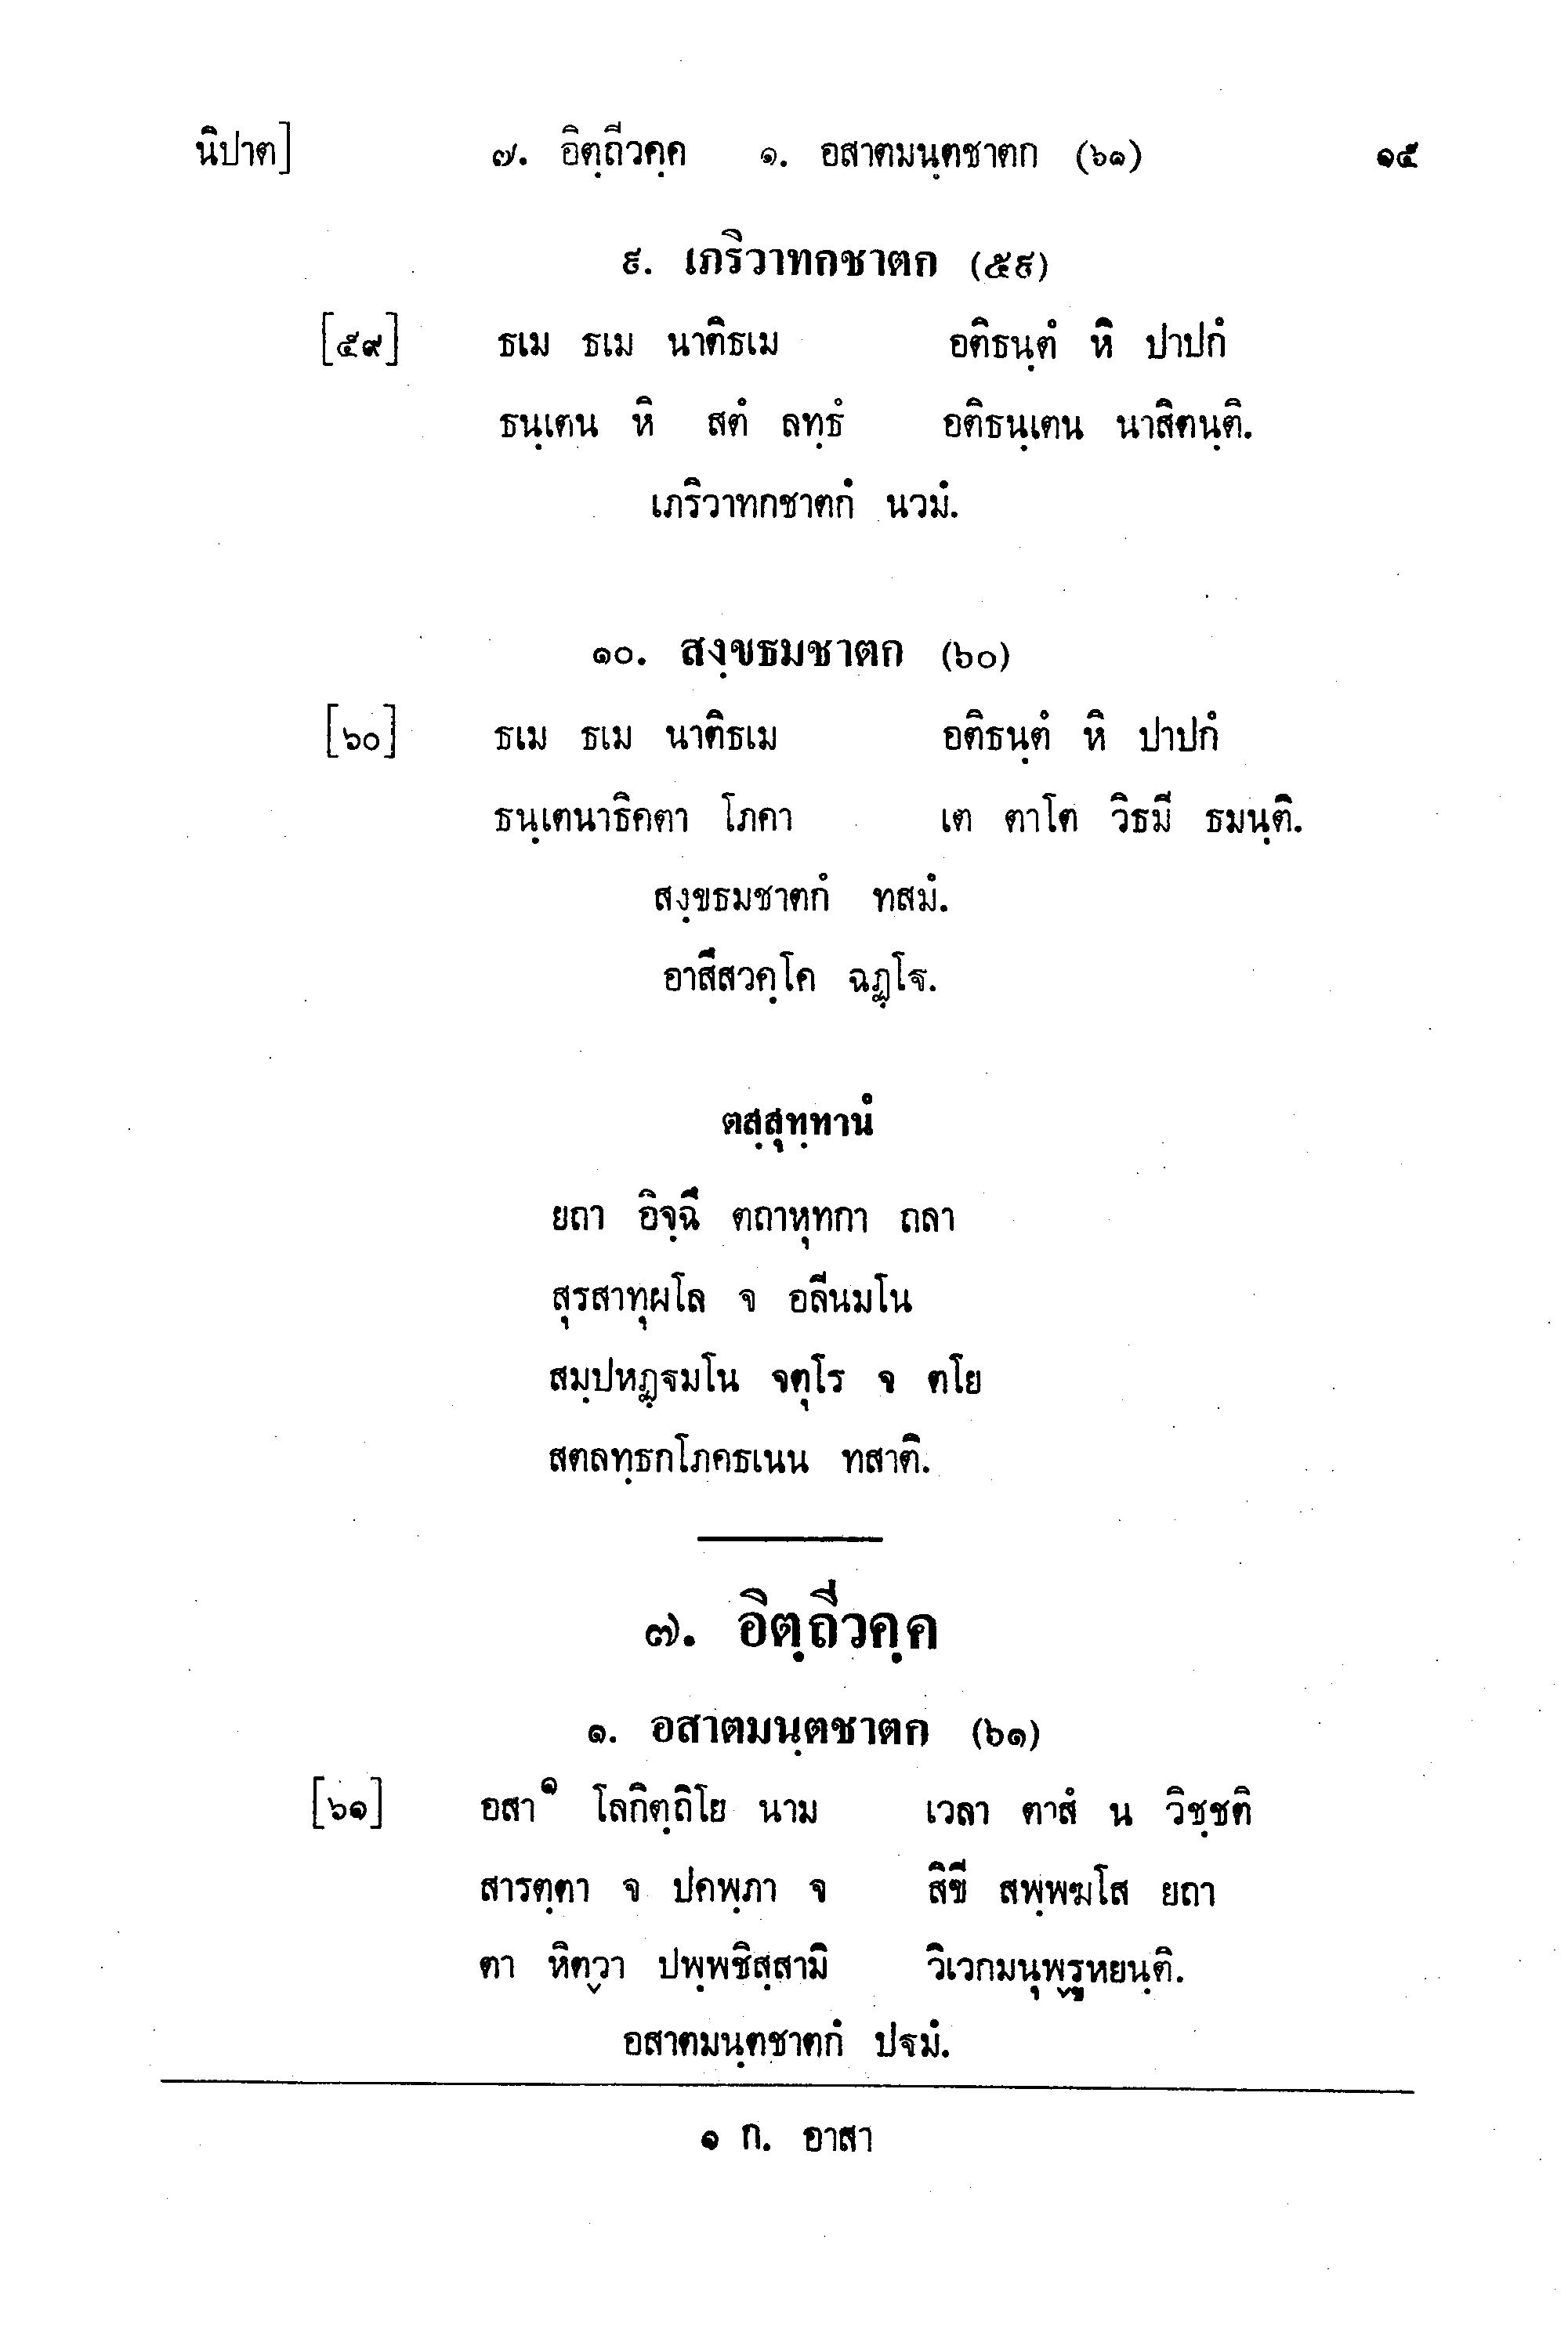 นิปาต] ๗. อิตฺถีวคฺค ๑. อสาตมนฺตชาตก (๖๑) ๑๕
๙. เภริวาทกชาตก (๕๙)
[๕๙] ธเม ธเม นาติธเม อติธนฺตํ หิ ปาปกํ
ธนฺเตน หิ สตํ ลทฺธํ อติธนฺเตน นาสิตนฺติ.
เภริวาทกชาตกํ นวมํ.
๑๐. สงฺขธมชาตก (๖๐)
[๖๐] ธเม ธเม นาติธเม อติธนฺตํ หิ ปาปกํ
ธนฺเตนาธิคตา โภคา เต ตาโต วิธมี ธมนฺติ.
สงฺขธมชาตกํ ทสมํ.
อาสีสวคฺโค ฉฏฺโฐ.
ตสฺสุทฺทานํ
ยถา อิจฺฉึ ตถาหุทกา ถลา
สุรสาทุผโล จ อลีนมโน
สมฺปหฏฺฐมโน จตุโร จ ตโย
สตลทฺธกโภคธเนน ทสาติ.
๗. อิตฺถีวคฺค
๑. อสาตมนฺตชาตก (๖๑)
[๖๑] อสา๑ โลกิตฺถิโย นาม เวลา ตาสํ น วิชฺชติ
สารตฺตา จ ปคพฺภา จ สิขี สพฺพฆโส ยถา
ตา หิตฺวา ปพฺพชิสฺสามิ วิเวกมนุพฺรูหยนฺติ.
อสาตมนฺตชาตกํ ปฐมํ.
๑ ก. อาสา